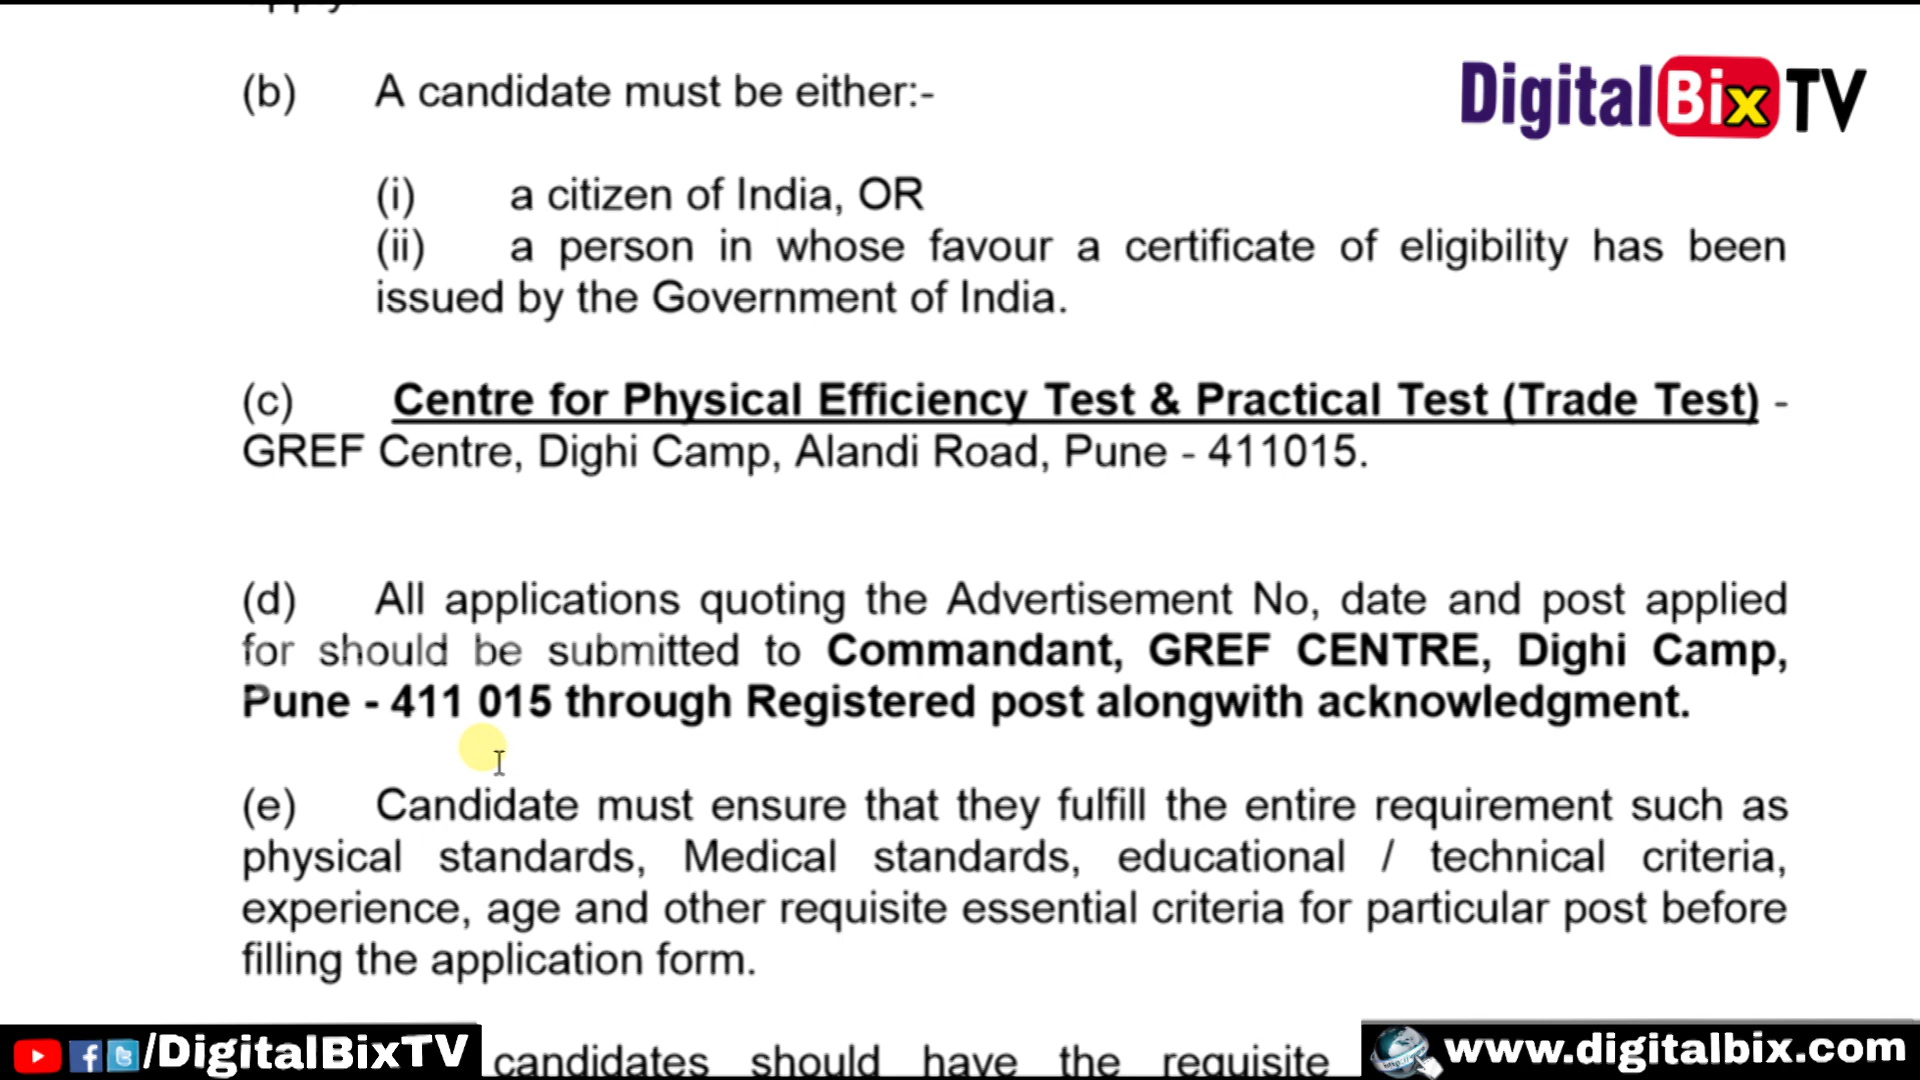 (b) A candidate must be either:-
DigitalBixTV
(i) a citizen of India, OR
(ii) a person in whose favour a certificate of eligibility has been
issued by the Government of India.
(c) Centre for Physical Efficiency Test & Practical Test (Trade Test) -
GREF Centre, Dighi Camp, Alandi Road, Pune - 411015.
(d) All applications quoting the Advertisement No, date and post applied
for should be submitted to Commandant, GREF CENTRE, Dighi Camp,
Pune - 411 015 through Registered post alongwith acknowledgment.
(e) Candidate must ensure that they fulfill the entire requirement such as
physical standards, Medical standards, educational / technical criteria,
experience, age and other requisite essential criteria for particular post before
filling the application form.
/DigitalBixTV
candidates should have the requisite
www.digitalbix.com